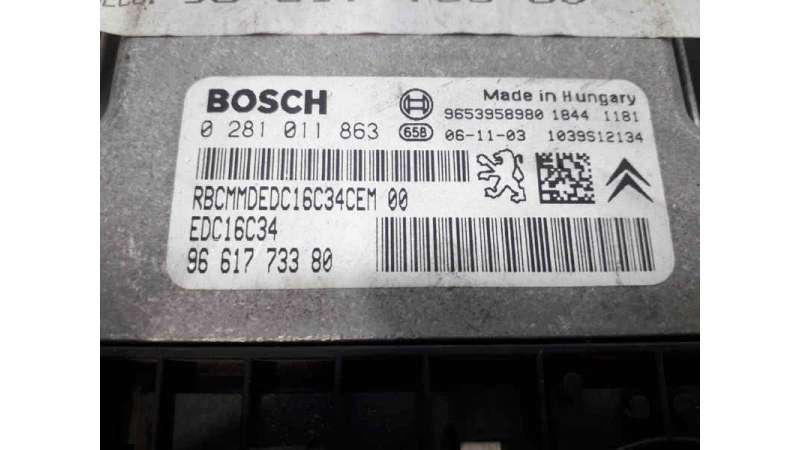 BOSCH
Made in Hungary
9653958980 1844 1181
0 281 011 863 65B 06-11-03 1039S12134
RBCMMDEDC16C34CEM 00
EDC16C34
96 617 733 80